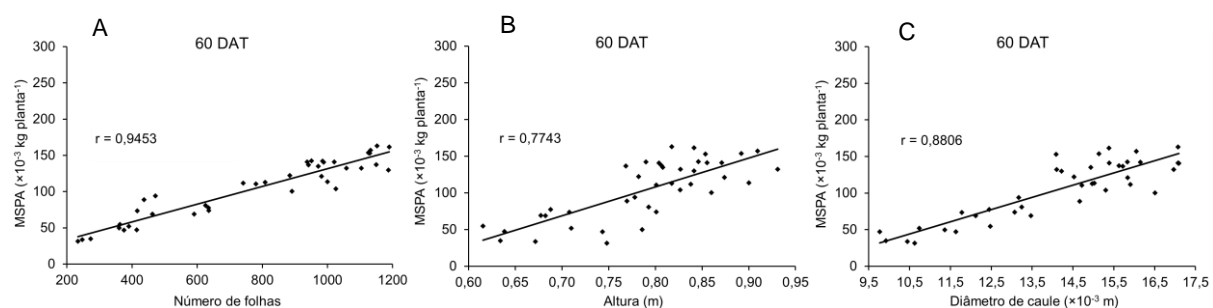 A
60 DAT
MSPA (×10⁻³ kg planta⁻¹)
300
250
200
150
100
50
0
r = 0,9453
200 400 600 800 1000 1200
Número de folhas
B
60 DAT
MSPA (×10⁻³ kg planta⁻¹)
300
250
200
150
100
50
0
r = 0,7743
0,60 0,65 0,70 0,75 0,80 0,85 0,90 0,95
Altura (m)
C
60 DAT
MSPA (×10⁻³ kg planta⁻¹)
300
250
200
150
100
50
0
r = 0,8806
9,5 10,5 11,5 12,5 13,5 14,5 15,5 16,5 17,5
Diâmetro de caule (×10⁻³ m)